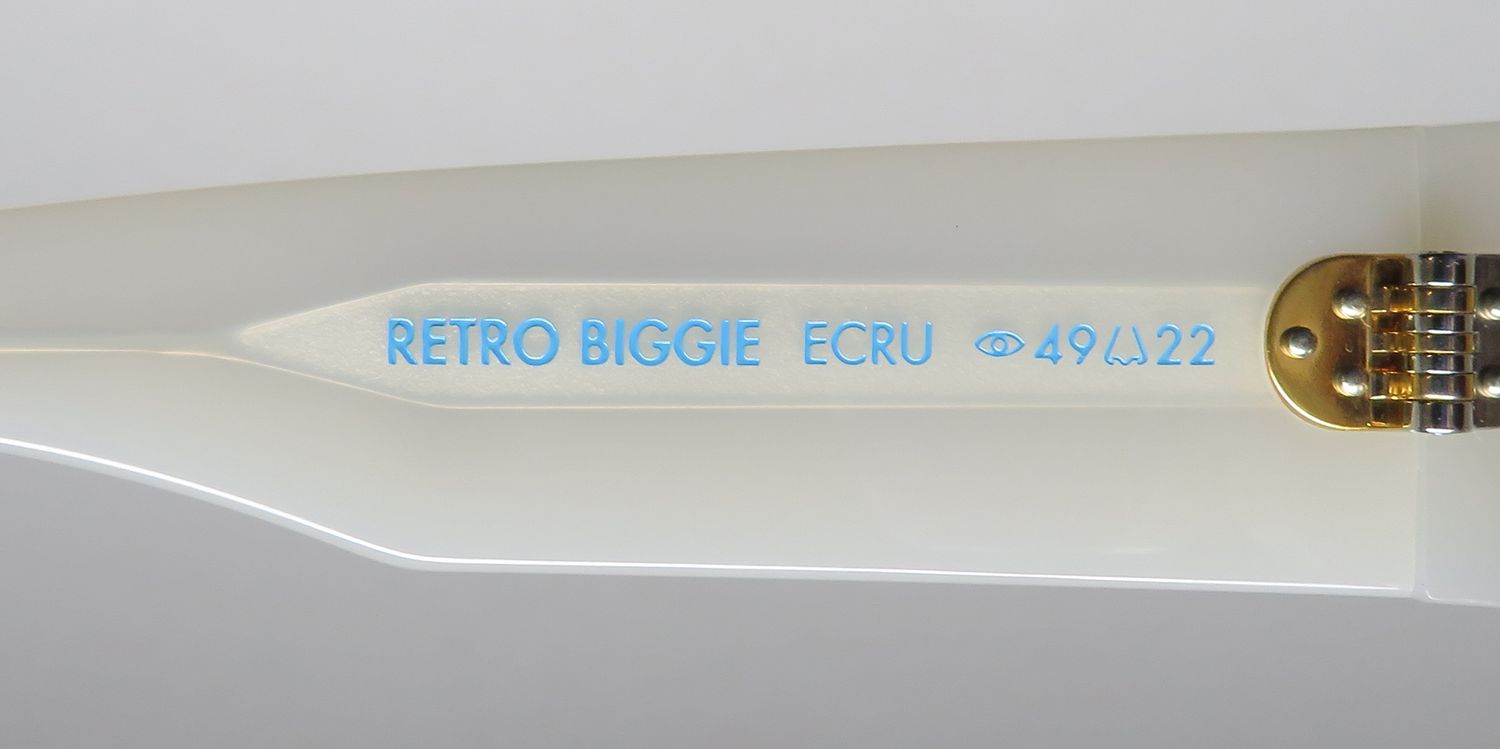 RETRO BIGGIE ECRU 49 22